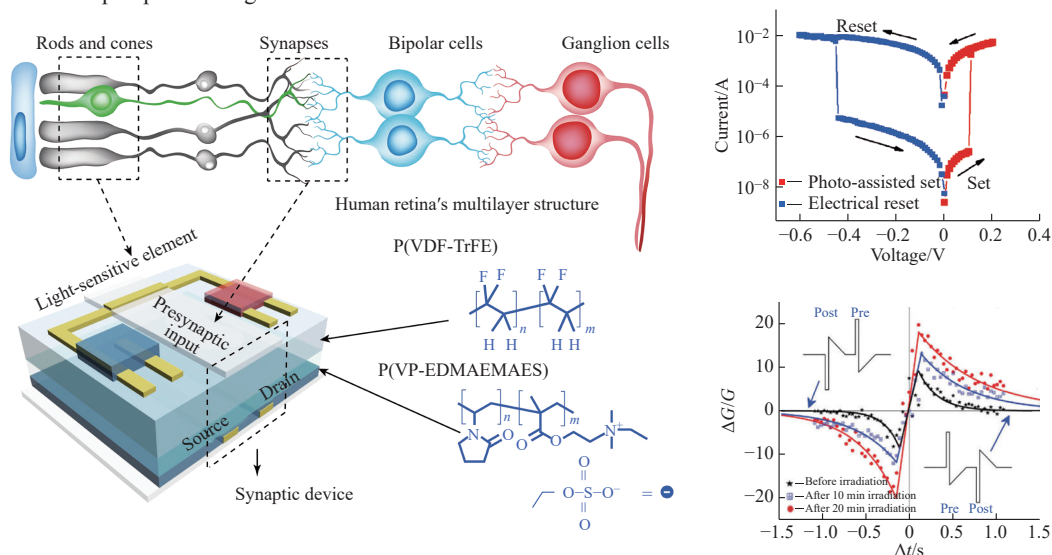 Rods and cones
Synapses
Bipolar cells
Ganglion cells
Human retina's multilayer structure
Light-sensitive element
Presynaptic
input
Source
Drain
Synaptic device
P(VDF-TrFE)
F F F F
n m
H H H H
P(VP-EDMAEMAES)
n m
N O O O N+
O
O–S–O− = −
O
10−2
10−4
10−6
10−8
Current/A
Reset
Set
Photo-assisted set
Electrical reset
−0.6 −0.4 −0.2 0 0.2 0.4
Voltage/V
20
10
0
−10
−20
ΔG/G
Post Pre
Pre Post
Before irradiation
After 10 min irradiation
After 20 min irradiation
−1.5 −1.0 −0.5 0 0.5 1.0 1.5
Δt/s